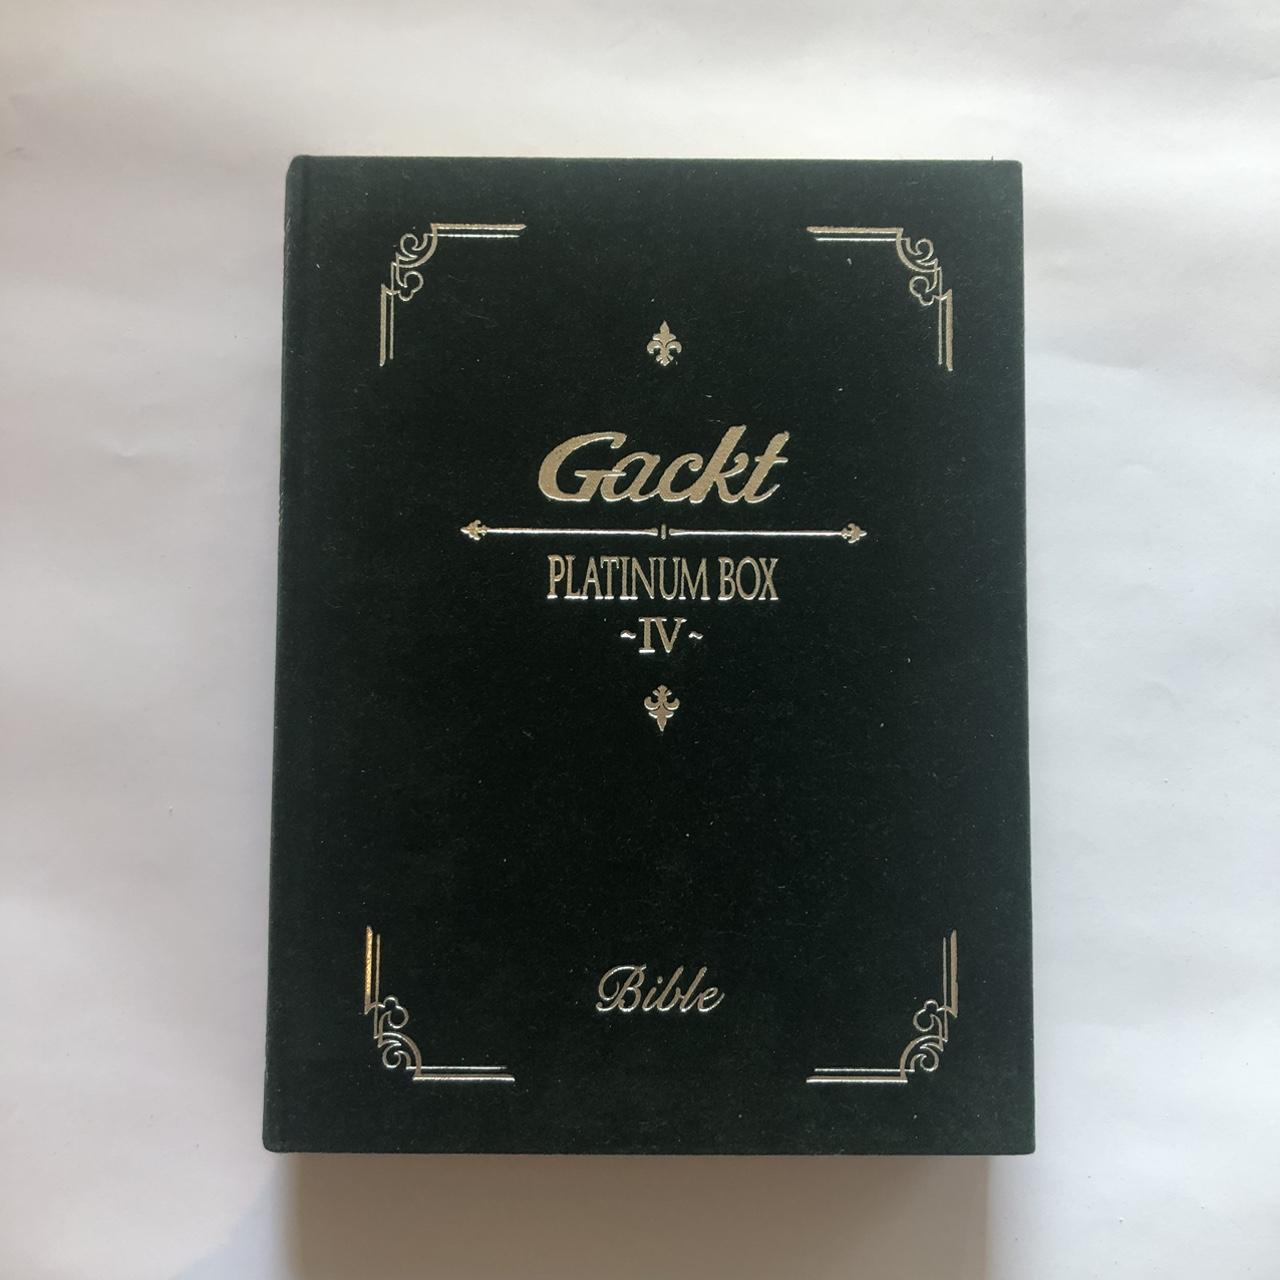 Gackt
PLATINUM BOX
~IV~
Bible